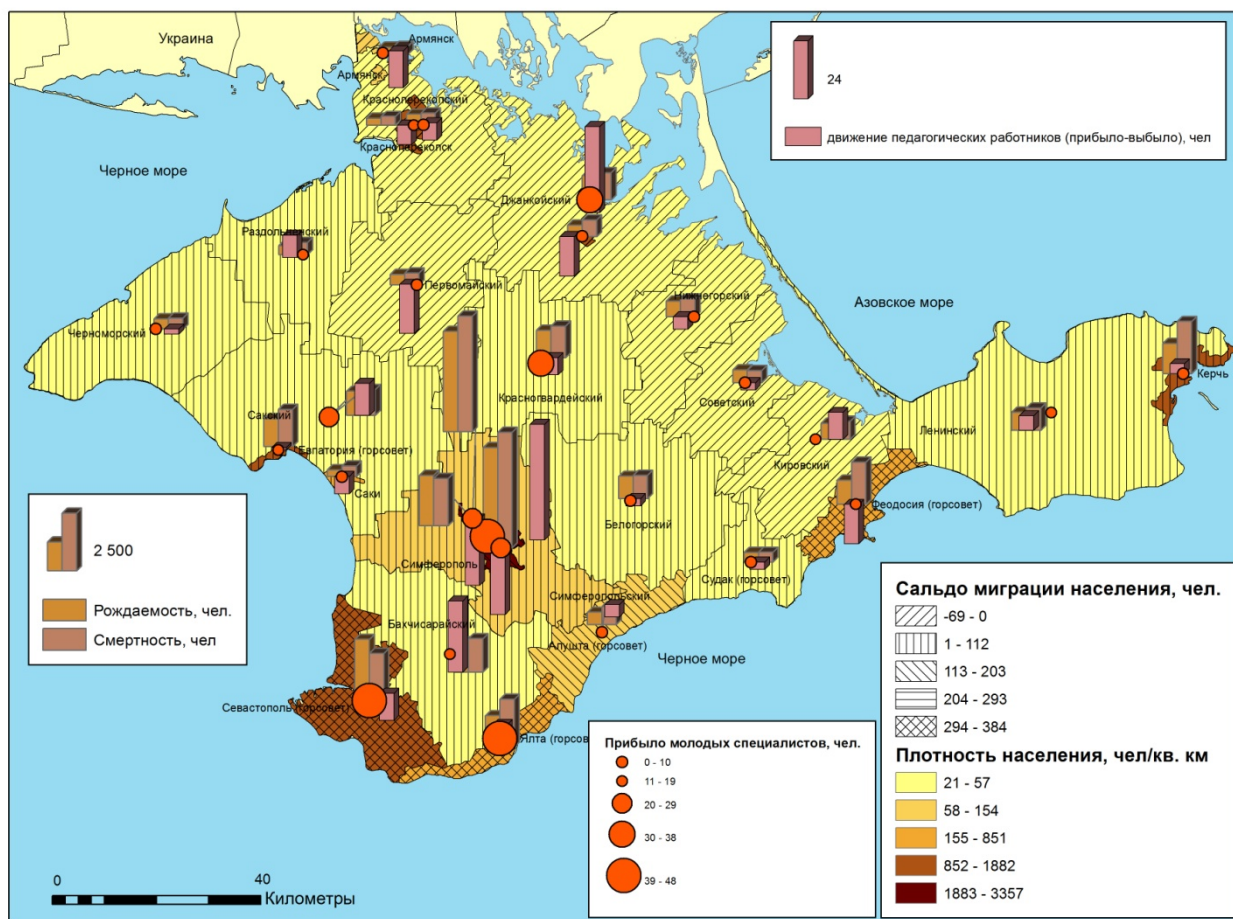 Украина
Армянск
Армянск
Красноперекопский
Красноперекопск
Черное море
Джанкойский
Раздольненский
Первомайский
Нижнегорский
Азовское море
Черноморский
Красногвардейский
Советский
Керчь
Сакский
Ленинский
Евпатория (горсовет)
Кировский
Саки
Феодосия (горсовет)
Белогорский
Симферополь
Судак (горсовет)
Симферопольский
Бахчисарайский
Алушта (горсовет)
Черное море
Севастополь (горсовет)
Ялта (горсов
24
движение педагогических работников (прибыло-выбыло), чел
2 500
Рождаемость, чел.
Смертность, чел
Прибыло молодых специалистов, чел.
0 - 10
11 - 19
20 - 29
30 - 38
39 - 48
Сальдо миграции населения, чел.
-69 - 0
1 - 112
113 - 203
204 - 293
294 - 384
Плотность населения, чел/кв. км
21 - 57
58 - 154
155 - 851
852 - 1882
1883 - 3357
0 40
Километры